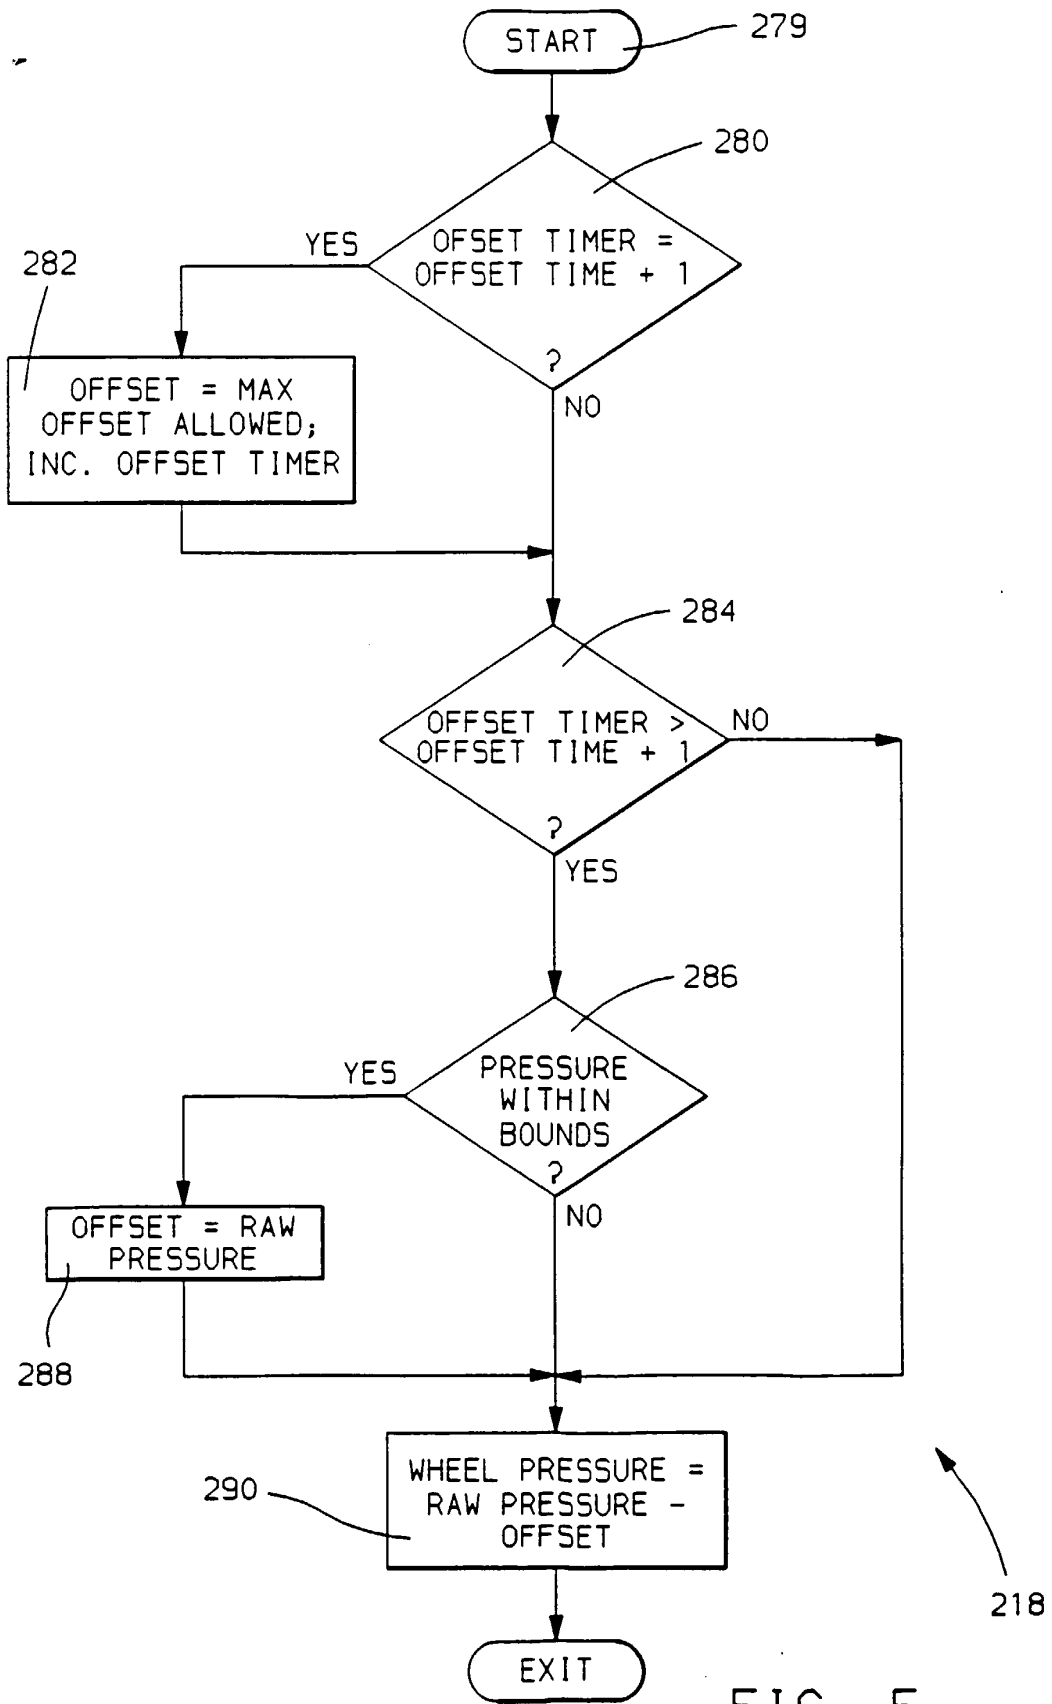 START
279
280
YES
OFSET TIMER =
OFFSET TIME + 1
?
NO
282
OFFSET = MAX
OFFSET ALLOWED;
INC. OFFSET TIMER
284
OFFSET TIMER >
OFFSET TIME + 1
?
NO
YES
286
YES
PRESSURE
WITHIN
BOUNDS
?
NO
OFFSET = RAW
PRESSURE
288
290
WHEEL PRESSURE =
RAW PRESSURE -
OFFSET
218
EXIT